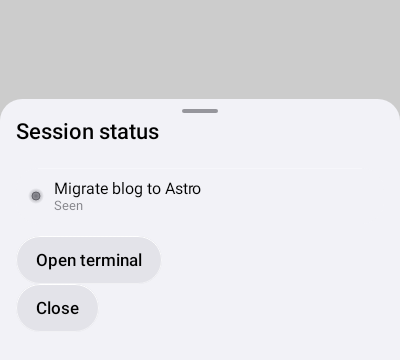 Session status
Migrate blog to Astro
Seen
Open terminal
Close